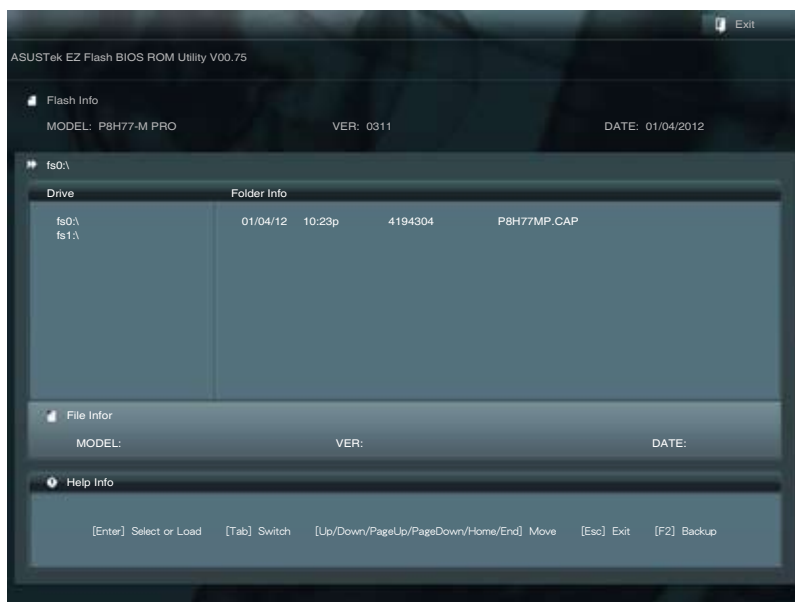 Exit
ASUSTek EZ Flash BIOS ROM Utility V00.75
Flash Info
MODEL: P8H77-M PRO VER: 0311 DATE: 01/04/2012
fs0:\
Drive Folder Info
fs0:\ 01/04/12 10:23p 4194304 P8H77MP.CAP
fs1:\
File Infor
MODEL: VER: DATE:
Help Info
[Enter] Select or Load [Tab] Switch [Up/Down/PageUp/PageDown/Home/End] Move [Esc] Exit [F2] Backup